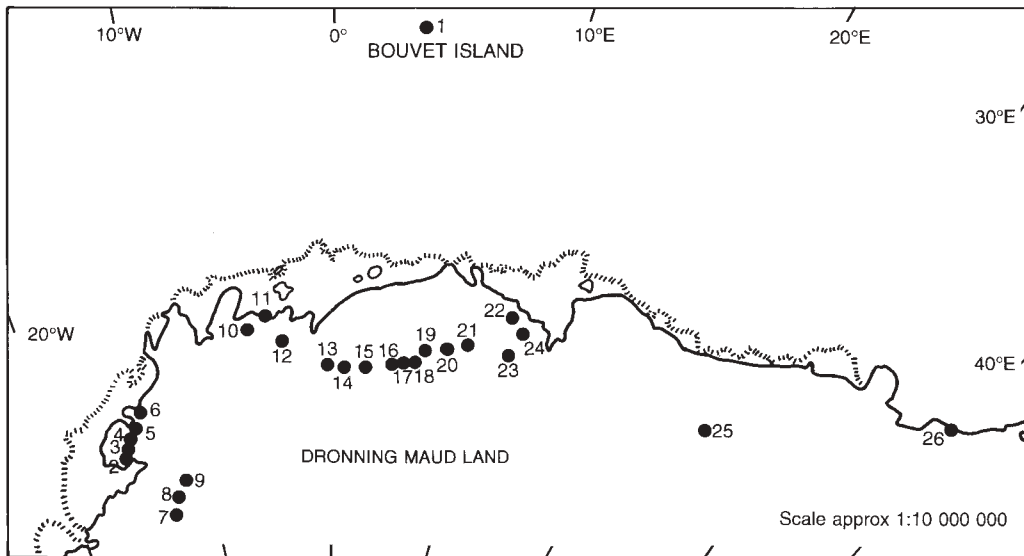 10°W 0° 10°E 20°E
1
BOUVET ISLAND
30°E
20°W
11
10
12
22
24
23
19 21
20
13 15 16
14 17 18
40°E
6
5
4
3
2
25
26
DRONNING MAUD LAND
9
8
7
Scale approx 1:10 000 000